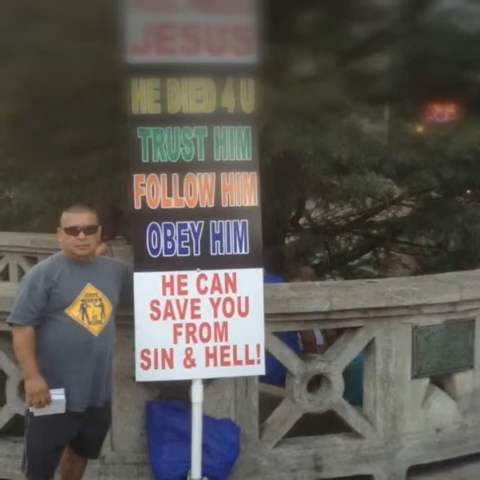 JESUS
HE DIED 4 U
TRUST HIM
FOLLOW HIM
OBEY HIM
HE CAN
SAVE YOU
FROM
SIN & HELL!